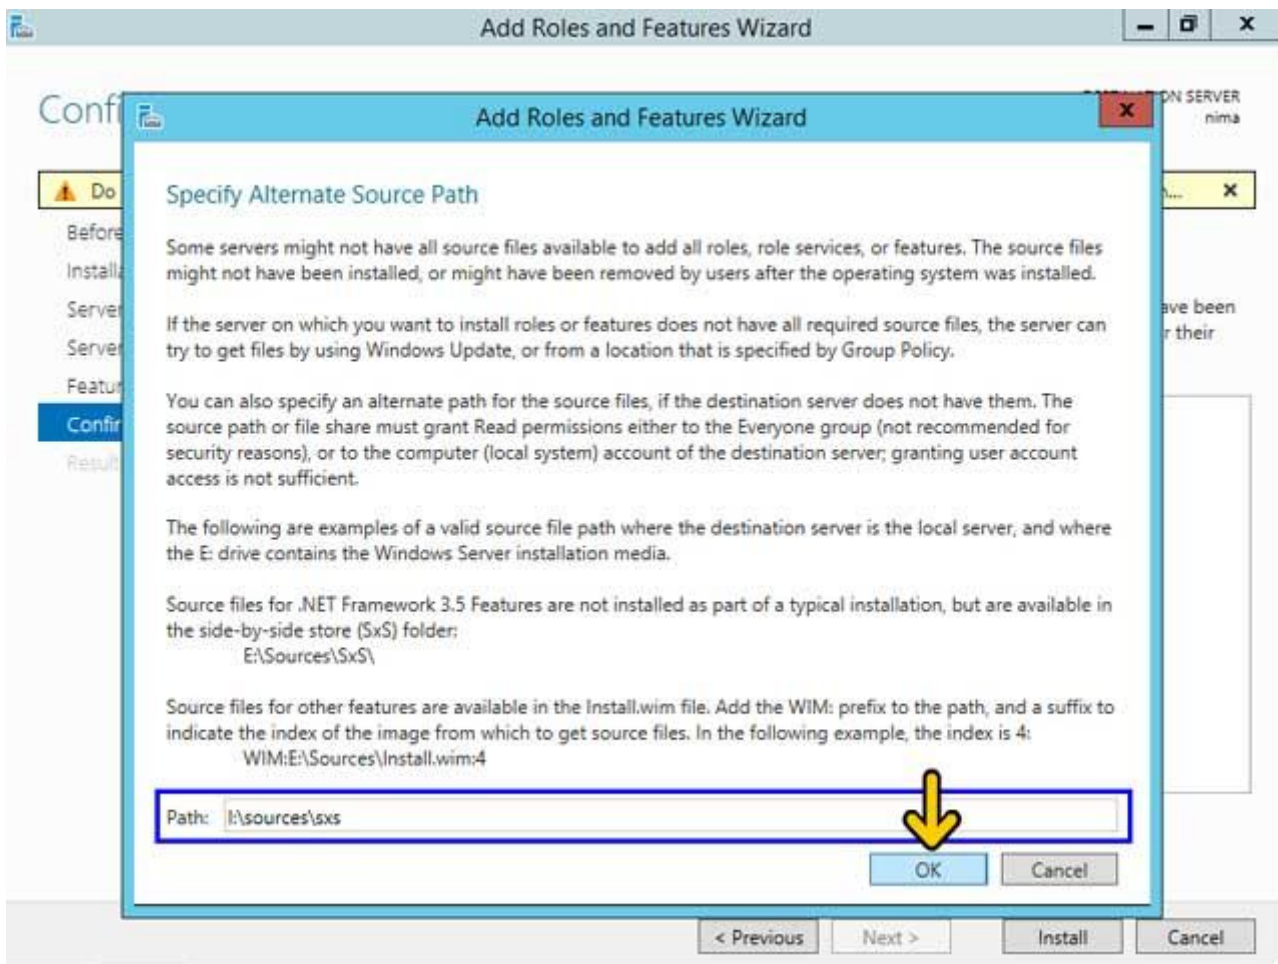 Add Roles and Features Wizard
ON SERVER
nima
Confi
Do
Before
Installa
Server
Server
Featur
Confir
Result
ave been
r their
Add Roles and Features Wizard
Specify Alternate Source Path
Some servers might not have all source files available to add all roles, role services, or features. The source files
might not have been installed, or might have been removed by users after the operating system was installed.
If the server on which you want to install roles or features does not have all required source files, the server can
try to get files by using Windows Update, or from a location that is specified by Group Policy.
You can also specify an alternate path for the source files, if the destination server does not have them. The
source path or file share must grant Read permissions either to the Everyone group (not recommended for
security reasons), or to the computer (local system) account of the destination server; granting user account
access is not sufficient.
The following are examples of a valid source file path where the destination server is the local server, and where
the E: drive contains the Windows Server installation media.
Source files for .NET Framework 3.5 Features are not installed as part of a typical installation, but are available in
the side-by-side store (SxS) folder:
E:\Sources\SxS\
Source files for other features are available in the Install.wim file. Add the WIM: prefix to the path, and a suffix to
indicate the index of the image from which to get source files. In the following example, the index is 4:
WIM:E:\Sources\Install.wim:4
Path: I:\sources\sxs
OK Cancel
< Previous Next > Install Cancel